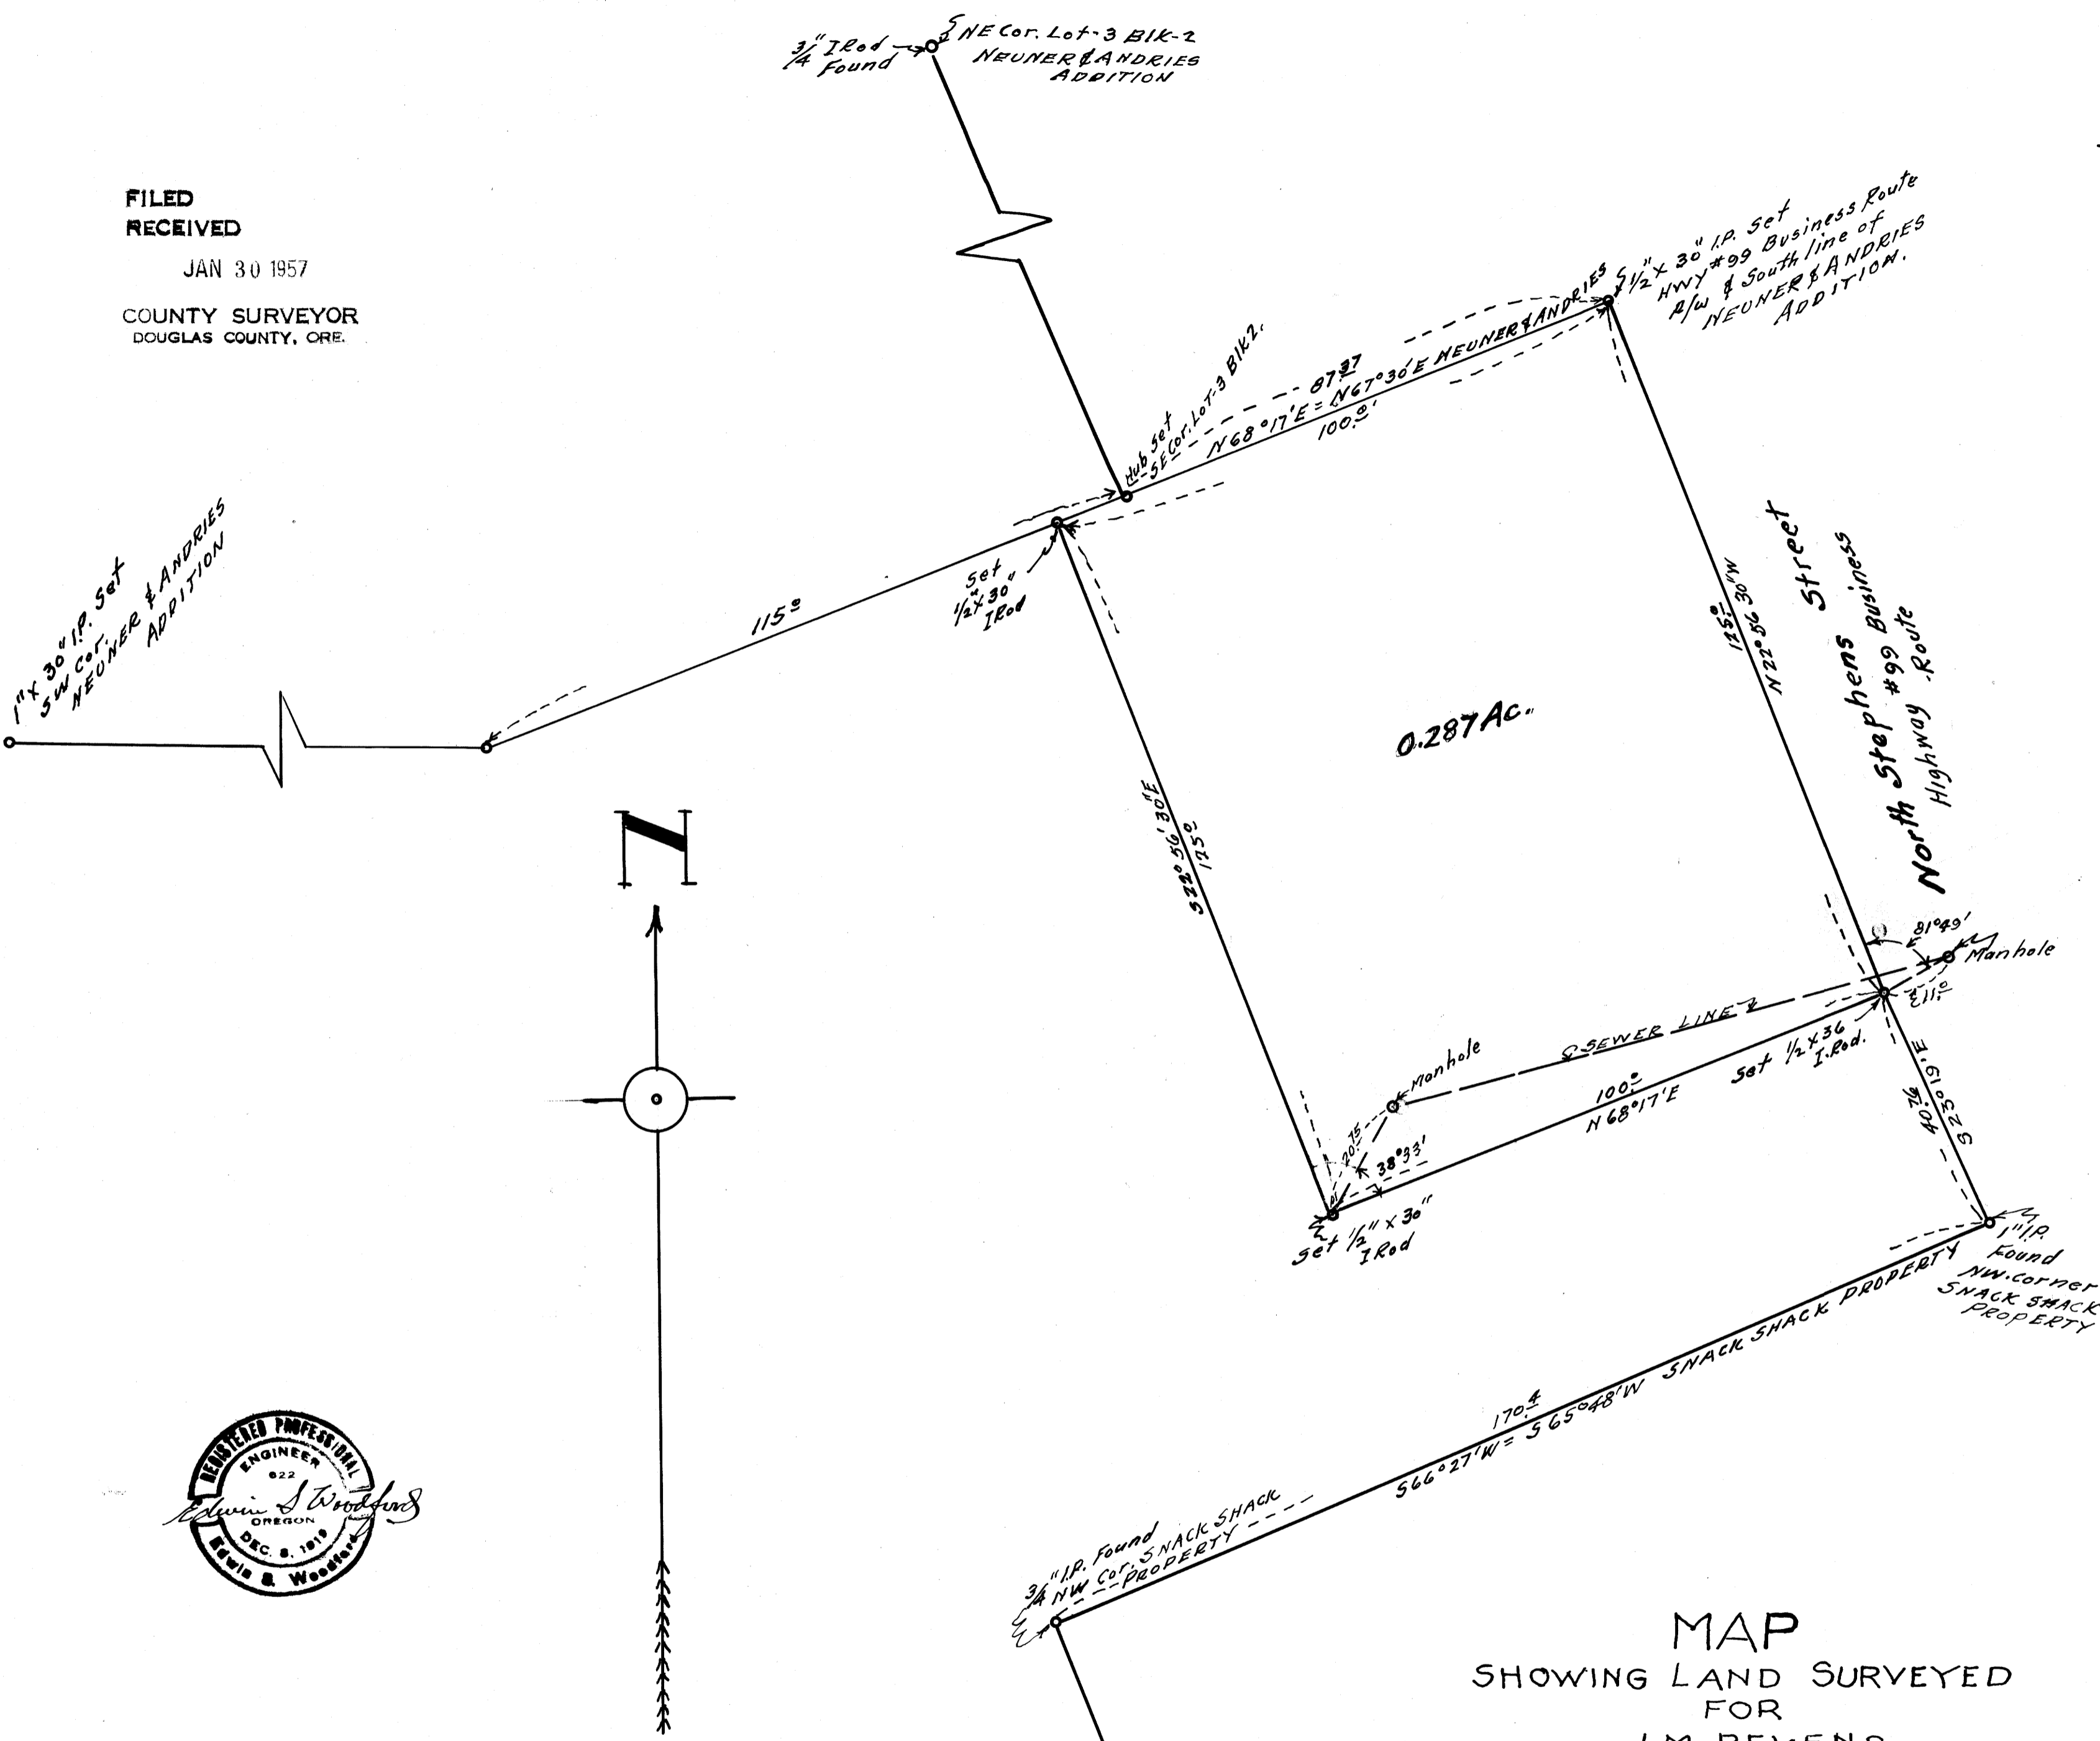 3/4" IRod
Found
NE Cor. Lot-3 Blk-2
NEUNER & ANDRIES
ADDITION
FILED
RECEIVED
JAN 30 1957
COUNTY SURVEYOR
DOUGLAS COUNTY, ORE.
1/2" x 30" I.P. Set
HWY #99 Business Route
R/W & South line of
NEUNER & ANDRIES
ADDITION.
Hub Set
SE Cor. LOT-3 Blk 2.
87.37
N68°17'E = N67°30'E NEUNER & ANDRIES
100.0'
1" x 30" I.P. Set
SW Cor.
NEUNER & ANDRIES
ADDITION
115.0
Set
1/2" x 30"
IRod
0.287 Ac.
125.0
N22°56'30"W
North Stephens Street
Highway #99 Business
Route
S22°56'30"E
125.0
N
81°49'
Manhole
11.0
Manhole
SEWER LINE
20.75
38°33'
100.0
N68°17'E
Set 1/2 x 36
I.Rod.
S23°19'E
40.76
Set 1/2" x 30"
IRod
1" I.P.
Found
NW. Corner
SNACK SHACK
PROPERTY
170.4
S66°27'W = S65°48'W SNACK SHACK PROPERTY
3/4" I.P. Found
NW Cor. SNACK SHACK
PROPERTY
REGISTERED PROFESSIONAL
ENGINEER
622
Edwin S Woodford
OREGON
DEC. 8, 1919
Edwin S. Woodford
MAP
SHOWING LAND SURVEYED
FOR